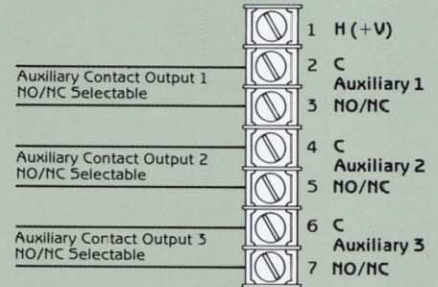 1 H (+V)
2 C
Auxiliary Contact Output 1
NO/NC Selectable
Auxiliary 1
3 NO/NC
4 C
Auxiliary Contact Output 2
NO/NC Selectable
Auxiliary 2
5 NO/NC
6 C
Auxiliary Contact Output 3
NO/NC Selectable
Auxiliary 3
7 NO/NC